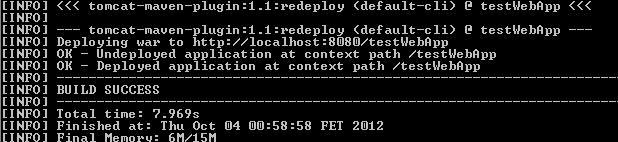 [INFO] <<< tomcat-maven-plugin:1.1:redeploy (default-cli) @ testWebApp <<<
[INFO]
[INFO] --- tomcat-maven-plugin:1.1:redeploy (default-cli) @ testWebApp ---
[INFO] Deploying war to http://localhost:8080/testWebApp
[INFO] OK - Undeployed application at context path /testWebApp
[INFO] OK - Deployed application at context path /testWebApp
[INFO] ------------------------------------------------------------------------
[INFO] BUILD SUCCESS
[INFO] ------------------------------------------------------------------------
[INFO] Total time: 7.969s
[INFO] Finished at: Thu Oct 04 00:58:58 FET 2012
[INFO] Final Memory: 6M/15M